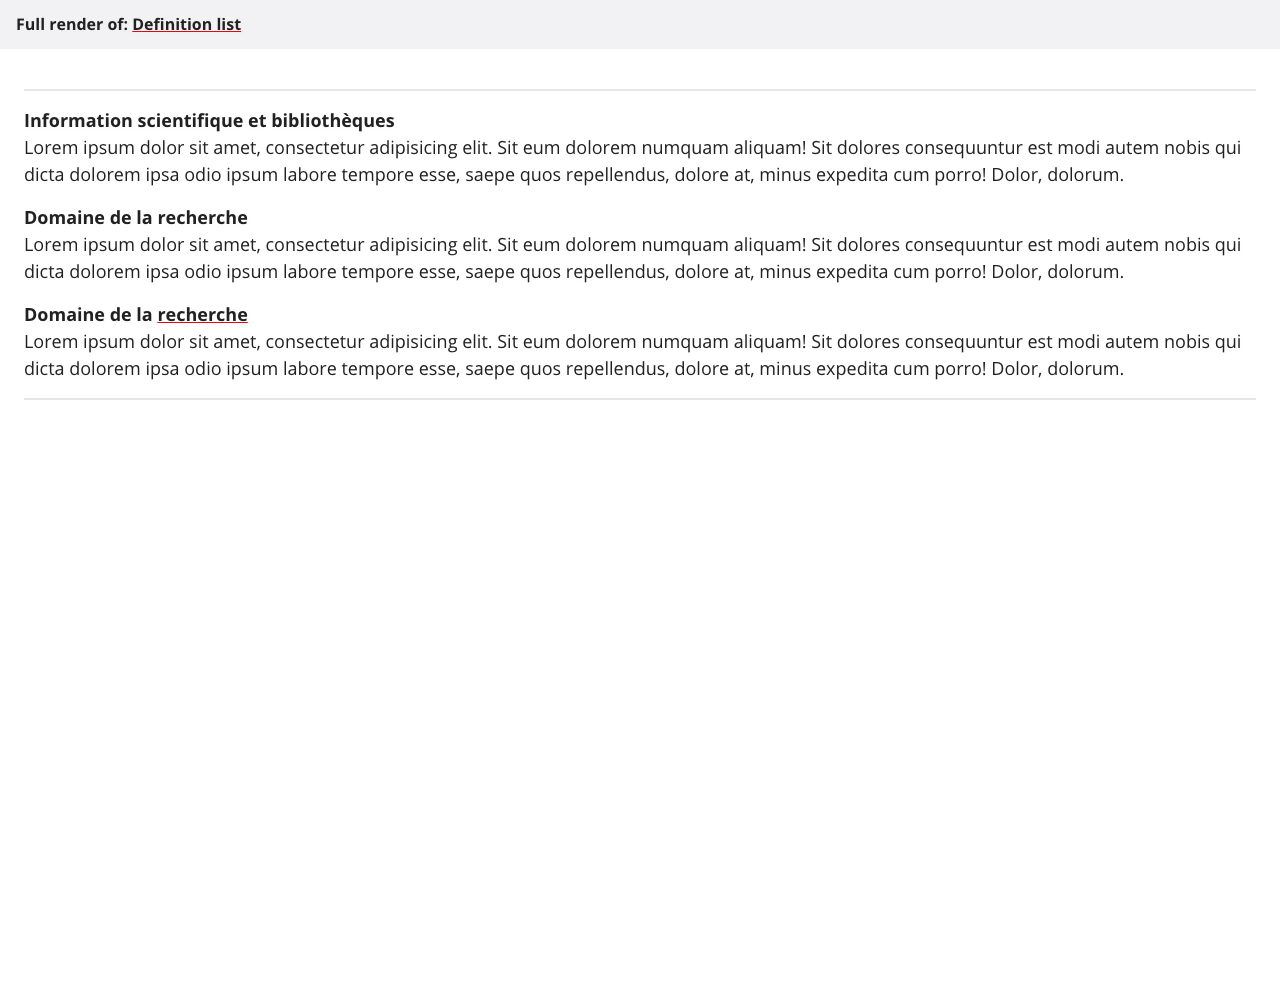 Full render of: Definition list
Information scientifique et bibliothèques
Lorem ipsum dolor sit amet, consectetur adipisicing elit. Sit eum dolorem numquam aliquam! Sit dolores consequuntur est modi autem nobis qui
dicta dolorem ipsa odio ipsum labore tempore esse, saepe quos repellendus, dolore at, minus expedita cum porro! Dolor, dolorum.
Domaine de la recherche
Lorem ipsum dolor sit amet, consectetur adipisicing elit. Sit eum dolorem numquam aliquam! Sit dolores consequuntur est modi autem nobis qui
dicta dolorem ipsa odio ipsum labore tempore esse, saepe quos repellendus, dolore at, minus expedita cum porro! Dolor, dolorum.
Domaine de la recherche
Lorem ipsum dolor sit amet, consectetur adipisicing elit. Sit eum dolorem numquam aliquam! Sit dolores consequuntur est modi autem nobis qui
dicta dolorem ipsa odio ipsum labore tempore esse, saepe quos repellendus, dolore at, minus expedita cum porro! Dolor, dolorum.